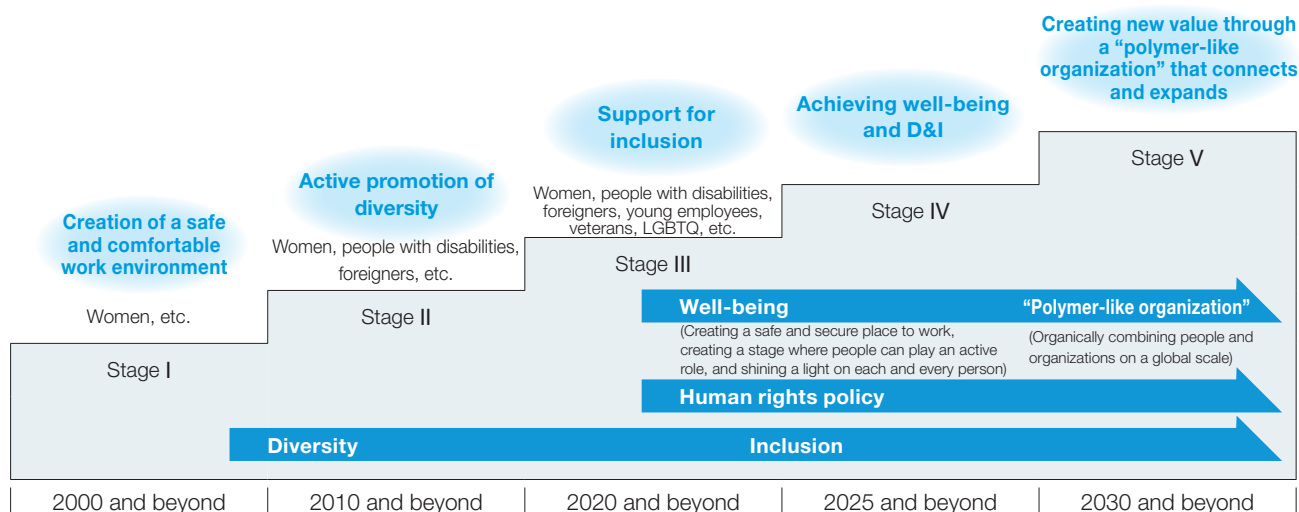 Creation of a safe
and comfortable
work environment
Women, etc.
Stage I
Active promotion of
diversity
Women, people with disabilities,
foreigners, etc.
Stage II
Support for
inclusion
Women, people with disabilities,
foreigners, young employees,
veterans, LGBTQ, etc.
Stage III
Achieving well-being
and D&I
Stage IV
Creating new value through
a “polymer-like
organization” that connects
and expands
Stage V
Well-being
(Creating a safe and secure place to work,
creating a stage where people can play an active
role, and shining a light on each and every person)
“Polymer-like organization”
(Organically combining people and
organizations on a global scale)
Human rights policy
Diversity
Inclusion
2000 and beyond
2010 and beyond
2020 and beyond
2025 and beyond
2030 and beyond